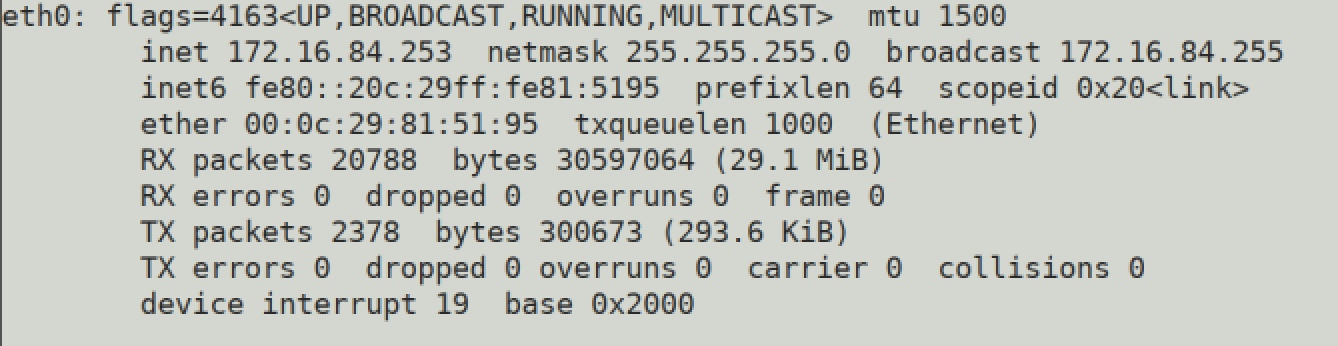 eth0: flags=4163<UP,BROADCAST,RUNNING,MULTICAST>  mtu 1500
        inet 172.16.84.253  netmask 255.255.255.0  broadcast 172.16.84.255
        inet6 fe80::20c:29ff:fe81:5195  prefixlen 64  scopeid 0x20<link>
        ether 00:0c:29:81:51:95  txqueuelen 1000  (Ethernet)
        RX packets 20788  bytes 30597064 (29.1 MiB)
        RX errors 0  dropped 0  overruns 0  frame 0
        TX packets 2378  bytes 300673 (293.6 KiB)
        TX errors 0  dropped 0 overruns 0  carrier 0  collisions 0
        device interrupt 19  base 0x2000